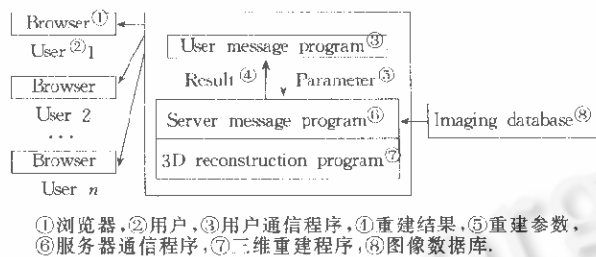 Browser①
User②1
Browser
User 2
...
Browser
User n
User message program③
Result④ Parameter⑤
Server message program⑥
3D reconstruction program⑦
Imaging database⑧
①浏览器,②用户,③用户通信程序,④重建结果,⑤重建参数,
⑥服务器通信程序,⑦三维重建程序,⑧图像数据库.